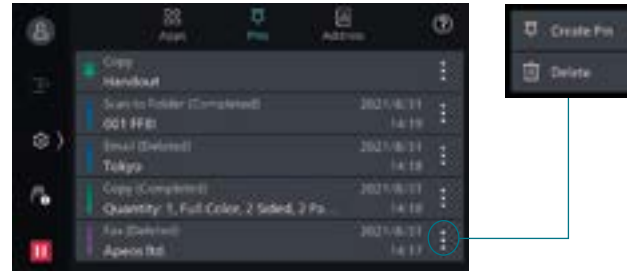 Apps Pins Address
Copy
Handout
Scan to Folder (Completed) 2021/8/31
001 FFBI 14:19
Email (Deleted) 2021/8/31
Tokyo 14:18
Copy (Completed) 2021/8/31
Quantity: 1, Full Color, 2 Sided, 2 Pa... 14:18
Fax (Deleted) 2021/8/31
Apeos ltd. 14:17
Create Pin
Delete